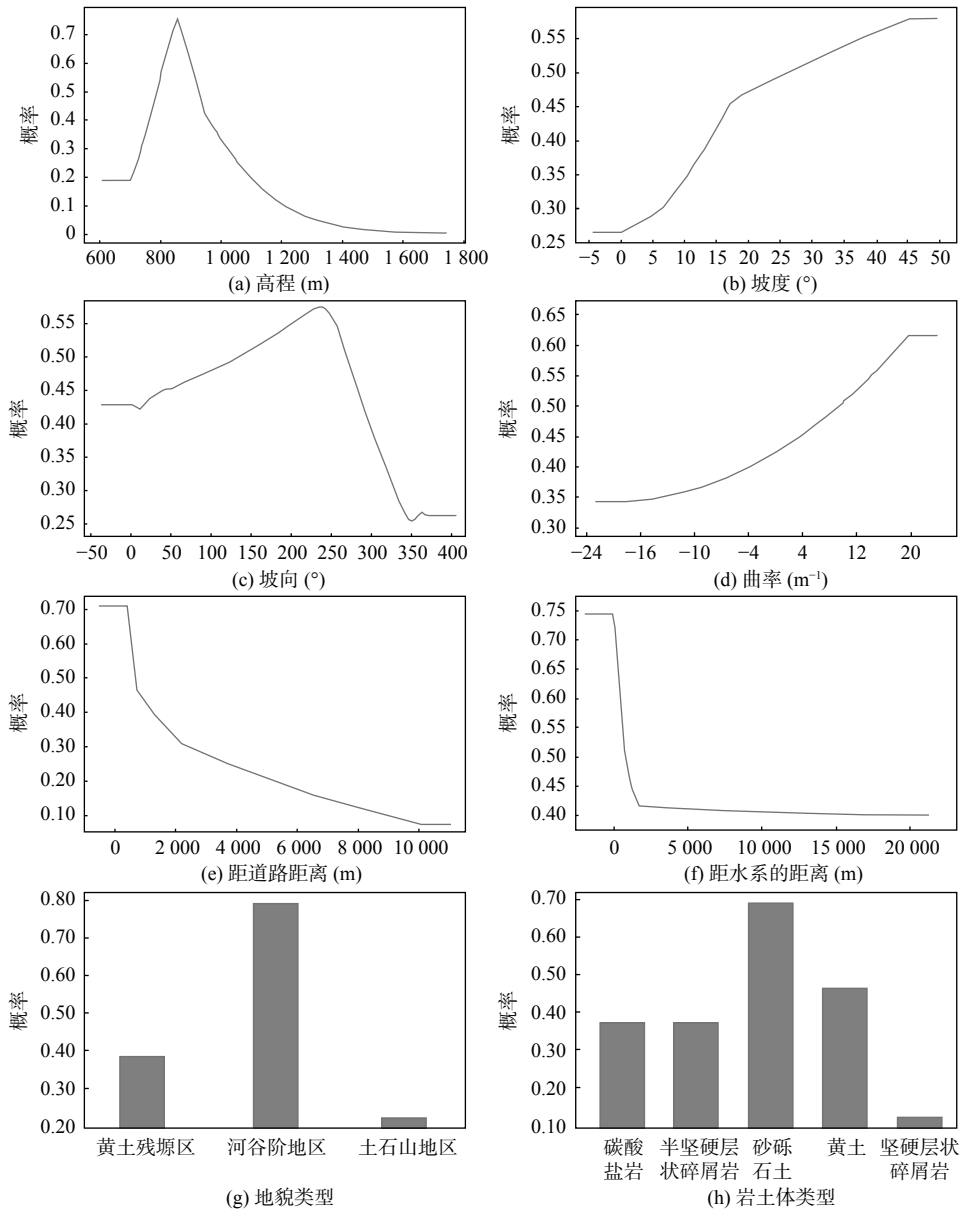 0.7
0.6
0.5
0.4
0.3
0.2
0.1
0
概率
600 800 1 000 1 200 1 400 1 600 1 800
(a) 高程 (m)
0.55
0.50
0.45
0.40
0.35
0.30
0.25
概率
−5 0 5 10 15 20 25 30 35 40 45 50
(b) 坡度 (°)
0.55
0.50
0.45
0.40
0.35
0.30
0.25
概率
−50 0 50 100 150 200 250 300 350 400
(c) 坡向 (°)
0.65
0.60
0.55
0.50
0.45
0.40
0.35
0.30
概率
−24 −16 −10 −4 4 12 20
(d) 曲率 (m⁻¹)
0.70
0.60
0.50
0.40
0.30
0.20
0.10
概率
0 2 000 4 000 6 000 8 000 10 000
(e) 距道路距离 (m)
0.75
0.70
0.65
0.60
0.55
0.50
0.45
0.40
概率
0 5 000 10 000 15 000 20 000
(f) 距水系的距离 (m)
0.80
0.70
0.60
0.50
0.40
0.30
0.20
概率
黄土残塬区 河谷阶地区 土石山地区
(g) 地貌类型
0.70
0.60
0.50
0.40
0.30
0.20
0.10
概率
碳酸 半坚硬层 砂砾 黄土 坚硬层状
盐岩 状碎屑岩 石土 碎屑岩
(h) 岩土体类型